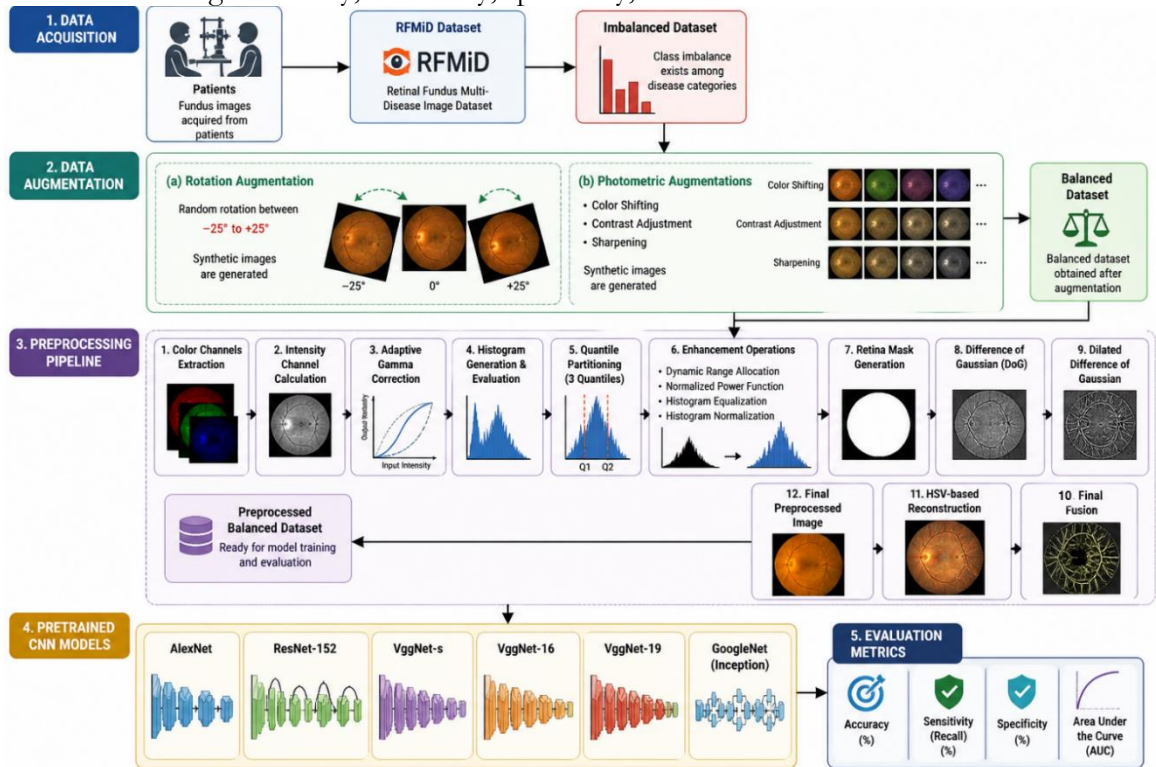 1. DATA
ACQUISITION
Patients
Fundus images
acquired from
patients
RFMiD Dataset
RFMiD
Retinal Fundus Multi-
Disease Image Dataset
Imbalanced Dataset
Class imbalance
exists among
disease categories
2. DATA
AUGMENTATION
(a) Rotation Augmentation
Random rotation between
−25° to +25°
Synthetic images
are generated
−25°
0°
+25°
(b) Photometric Augmentations
• Color Shifting
• Contrast Adjustment
• Sharpening
Synthetic images
are generated
Color Shifting
...
Contrast Adjustment
...
Sharpening
...
Balanced
Dataset
Balanced dataset
obtained after
augmentation
3. PREPROCESSING
PIPELINE
1. Color Channels
Extraction
2. Intensity
Channel
Calculation
3. Adaptive
Gamma
Correction
Input Intensity
4. Histogram
Generation &
Evaluation
5. Quantile
Partitioning
(3 Quantiles)
Q1
Q2
6. Enhancement Operations
• Dynamic Range Allocation
• Normalized Power Function
• Histogram Equalization
• Histogram Normalization
7. Retina Mask
Generation
8. Difference of
Gaussian (DoG)
9. Dilated
Difference of
Gaussian
Preprocessed
Balanced Dataset
Ready for model training
and evaluation
12. Final
Preprocessed
Image
11. HSV-based
Reconstruction
10. Final
Fusion
4. PRETRAINED
CNN MODELS
AlexNet
ResNet-152
VggNet-s
VggNet-16
VggNet-19
GoogleNet
(Inception)
5. EVALUATION
METRICS
Accuracy
(%)
Sensitivity
(Recall)
(%)
Specificity
(%)
Area Under
the Curve
(AUC)